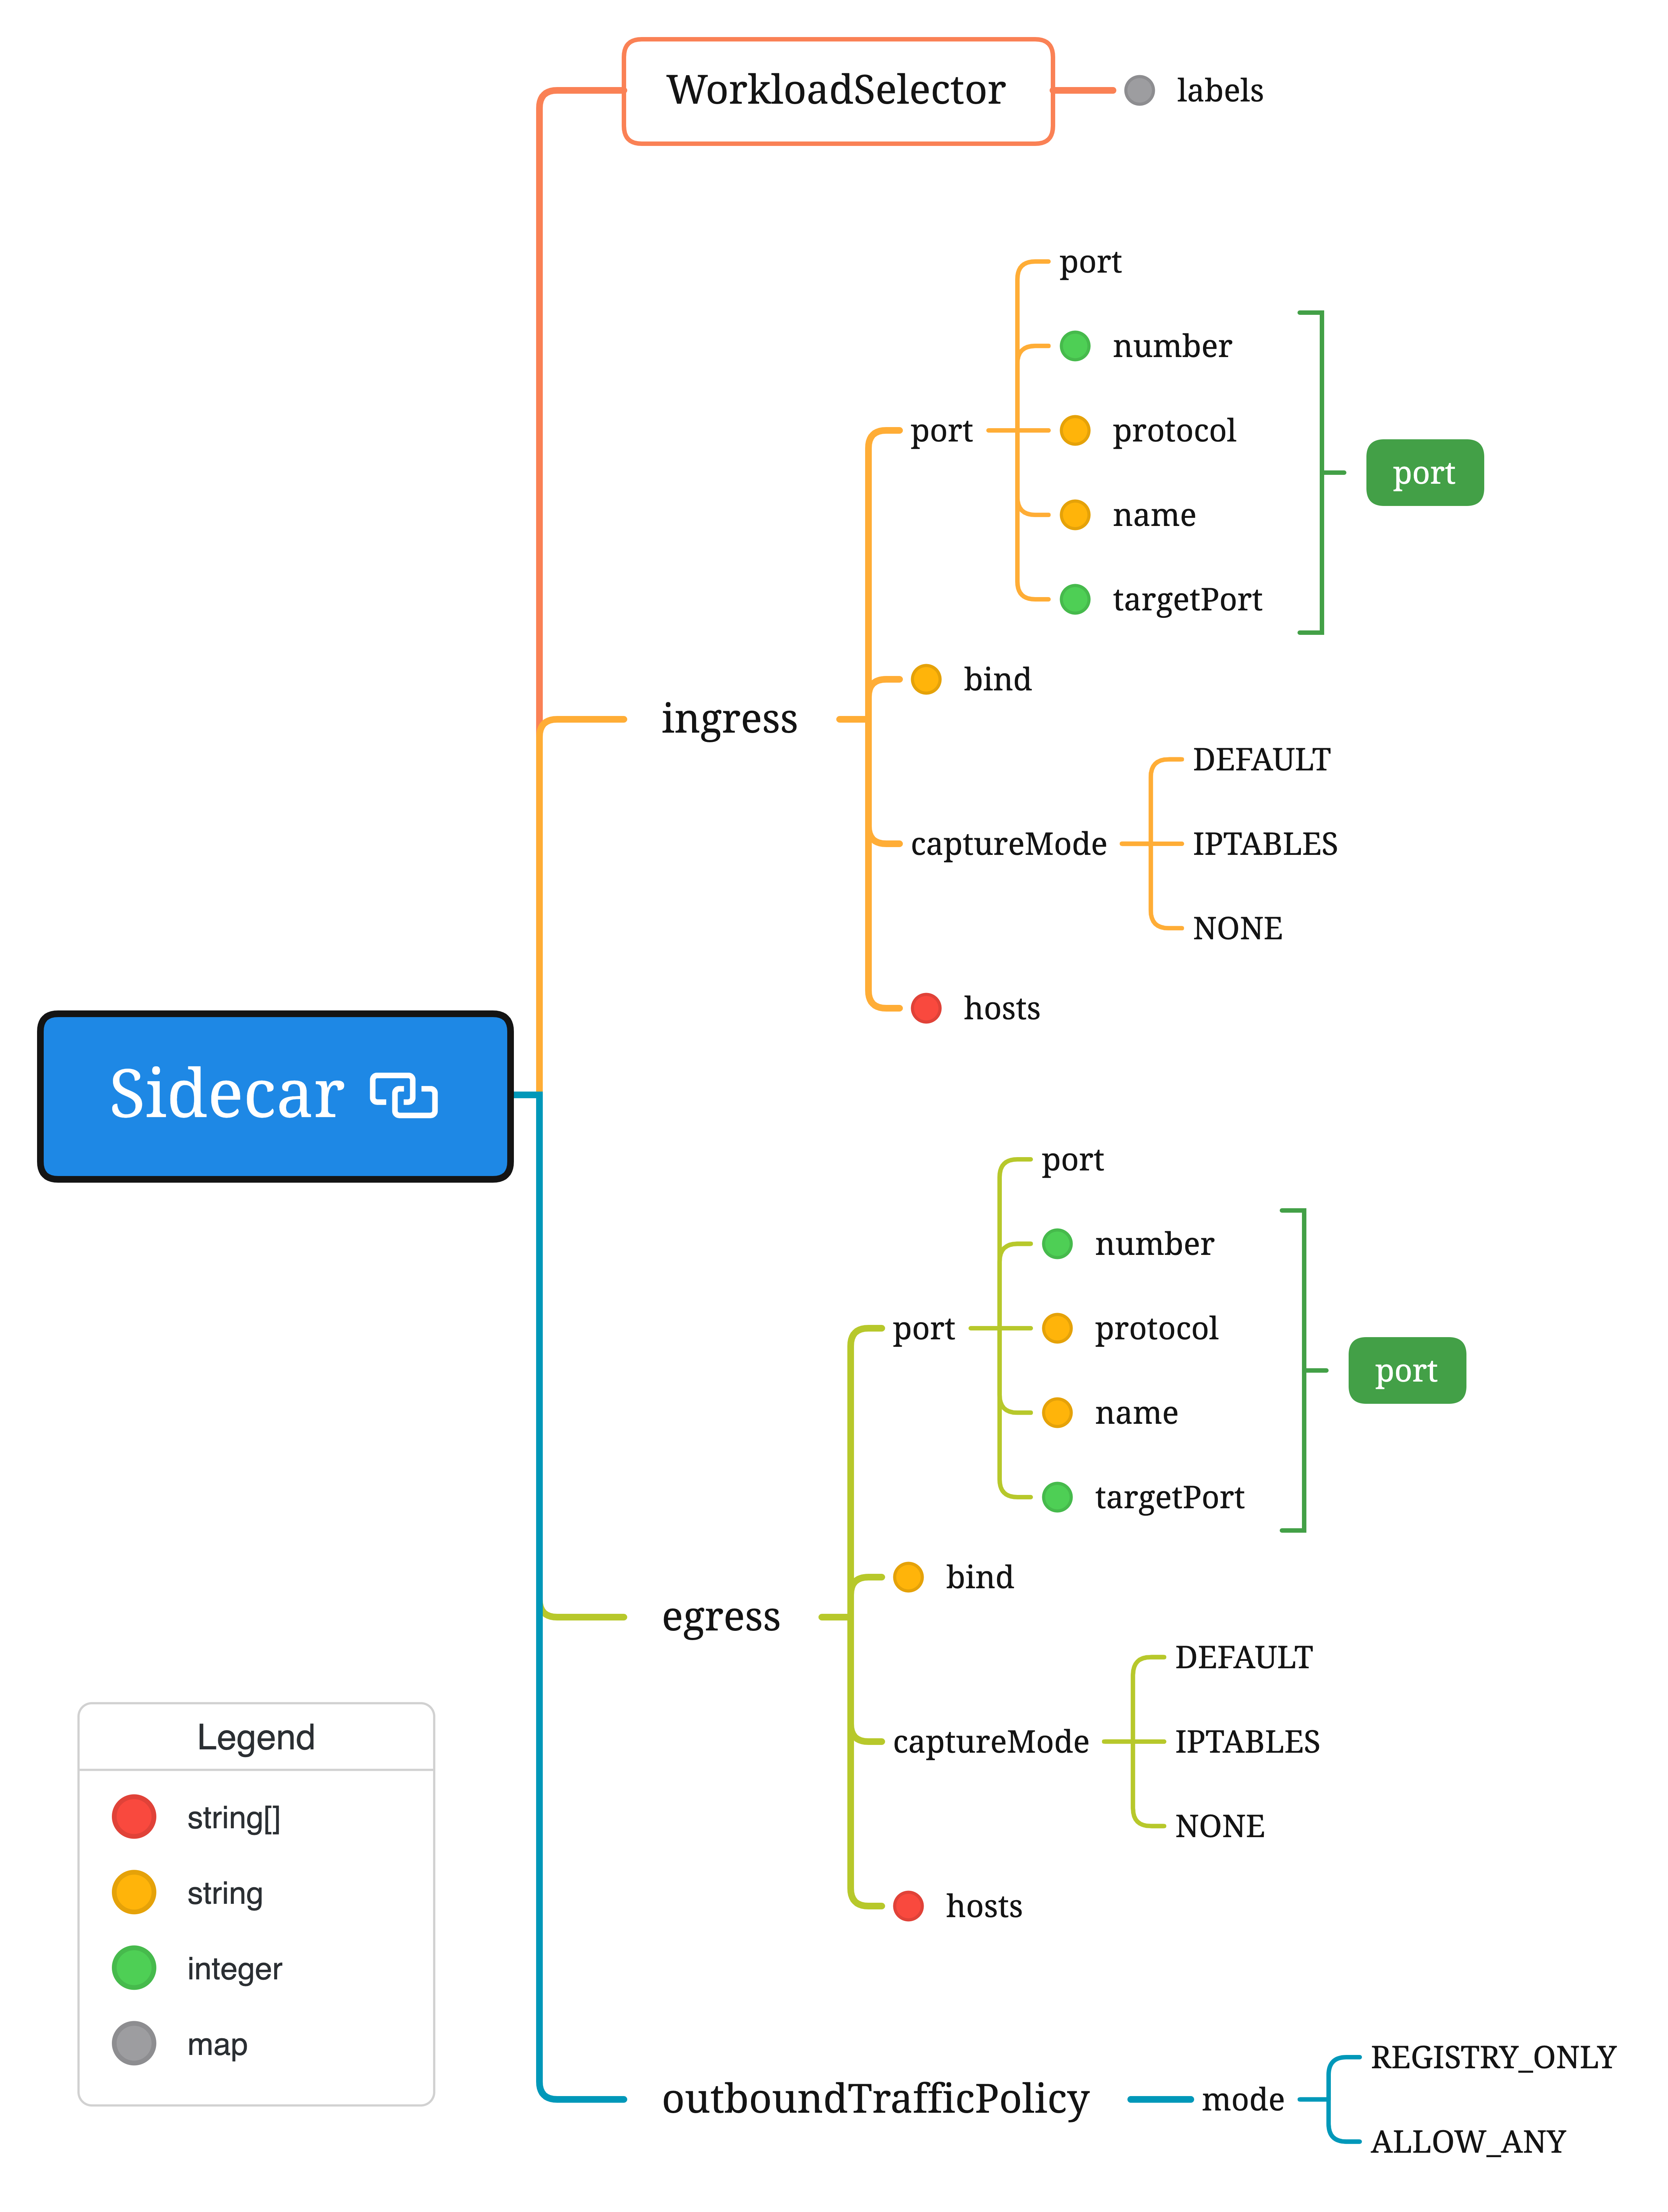 WorkloadSelector
labels
ingress
port
port
number
protocol
name
targetPort
port
bind
captureMode
DEFAULT
IPTABLES
NONE
hosts
Sidecar
egress
port
port
number
protocol
name
targetPort
port
bind
captureMode
DEFAULT
IPTABLES
NONE
hosts
outboundTrafficPolicy
mode
REGISTRY_ONLY
ALLOW_ANY
Legend
string[]
string
integer
map